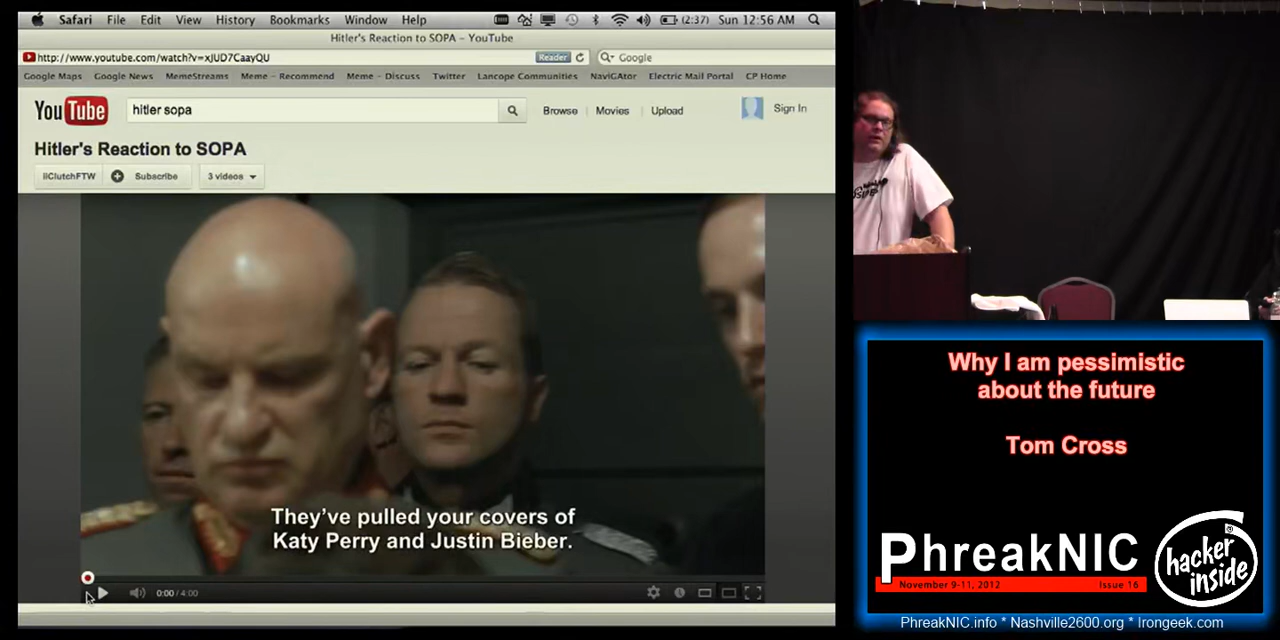 Safari File Edit View History Bookmarks Window Help (2:37) Sun 12:56 AM
Hitler's Reaction to SOPA – YouTube
http://www.youtube.com/watch?v=xJUD7CaayQU Reader Google
Google Maps Google News MemeStreams Meme – Recommend Meme – Discuss Twitter Lancope Communities NaviGAtor Electric Mail Portal CP Home
YouTube hitler sopa Browse Movies Upload Sign In
Hitler's Reaction to SOPA
iiClutchFTW Subscribe 3 videos
They've pulled your covers of
Katy Perry and Justin Bieber.
0:00 / 4:00
Why I am pessimistic
about the future
Tom Cross
PhreakNIC
November 9-11, 2012 Issue 16
hacker
inside
PhreakNIC.info * Nashville2600.org * Irongeek.com